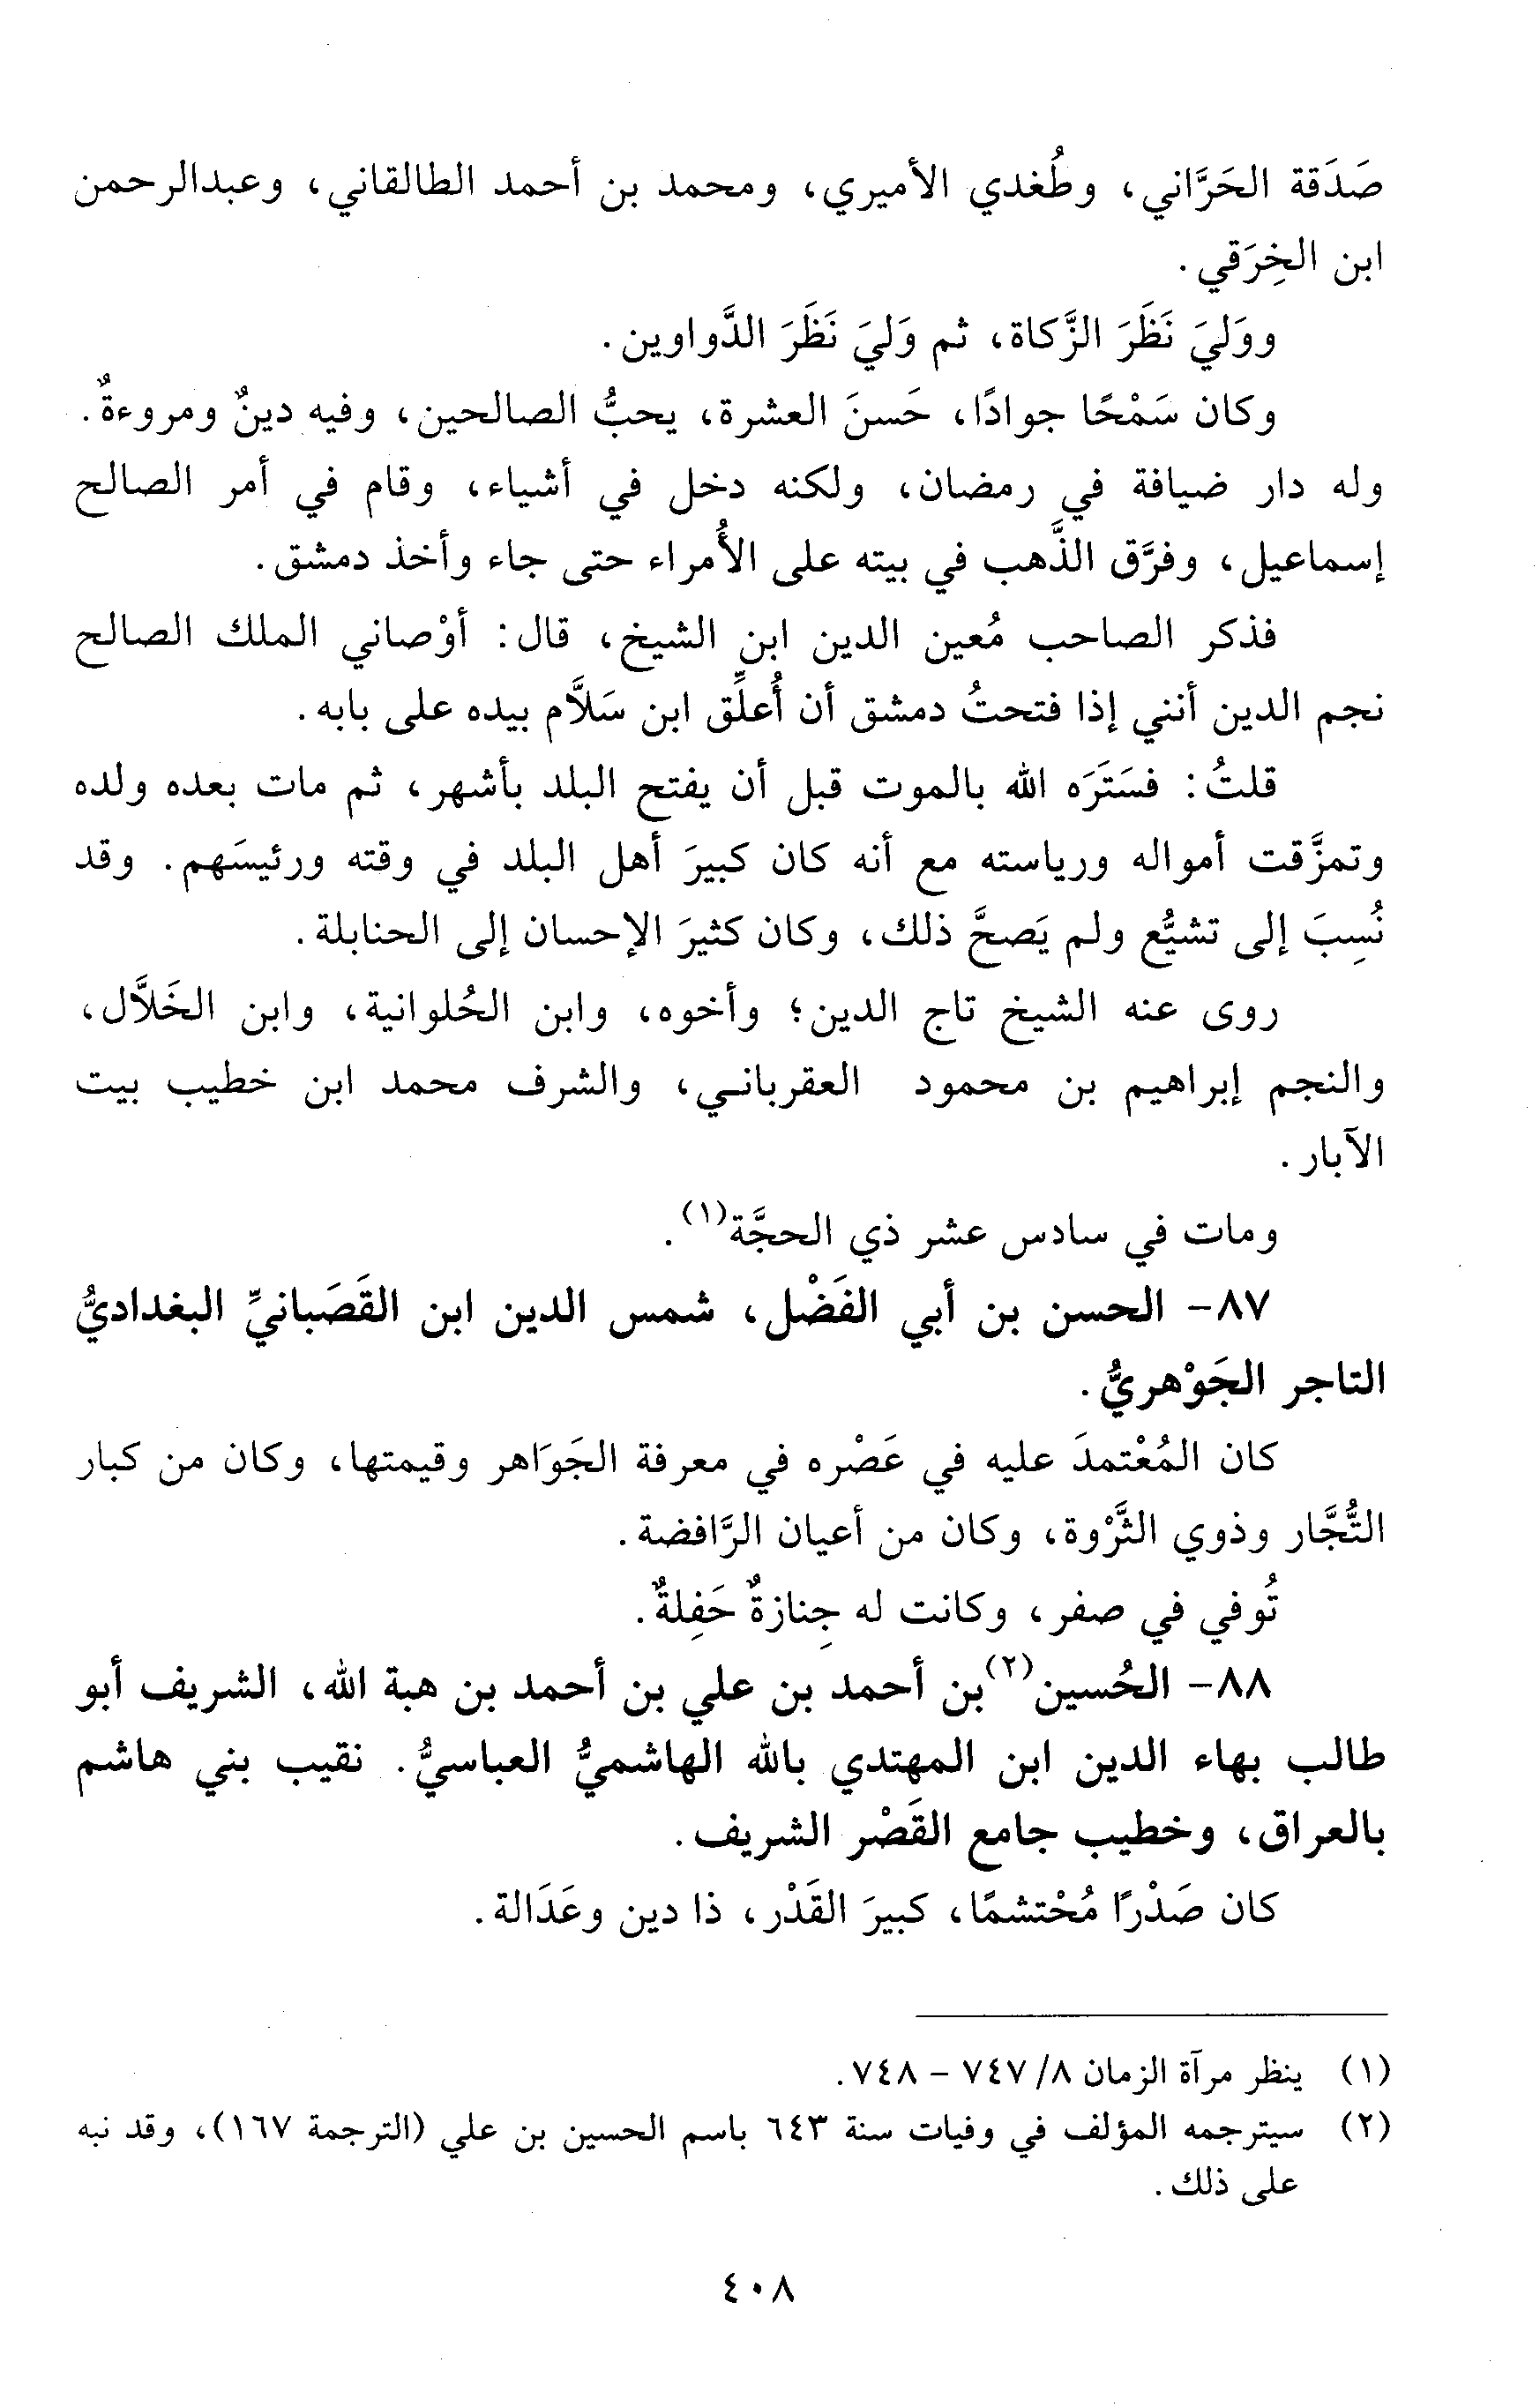 صَدَقة الحَرَّاني، وطُغدي الأميري، ومحمد بن أحمد الطالقاني، وعبدالرحمن
ابن الخِرَقي.
ووَليَ نَظَرَ الزَّكاة، ثم وَليَ نَظَرَ الدَّواوين.
وكان سَمْحًا جوادًا، حَسنَ العشرة، يحبُّ الصالحين، وفيه دينٌ ومروءةٌ.
وله دار ضيافة في رمضان، ولكنه دخل في أشياء، وقام في أمر الصالح
إسماعيل، وفرَّق الذَّهب في بيته على الأُمراء حتى جاء وأخذ دمشق.
فذكر الصاحب مُعين الدين ابن الشيخ، قال: أوْصاني الملك الصالح
نجم الدين أنني إذا فتحتُ دمشق أن أُعلِّق ابن سَلاَّم بيده على بابه.
قلتُ: فسَتَرَه الله بالموت قبل أن يفتح البلد بأشهر، ثم مات بعده ولده
وتمزَّقت أمواله ورياسته مع أنه كان كبيرَ أهل البلد في وقته ورئيسَهم. وقد
نُسِبَ إلى تشيُّع ولم يَصحَّ ذلك، وكان كثيرَ الإحسان إلى الحنابلة.
روى عنه الشيخ تاج الدين؛ وأخوه، وابن الحُلوانية، وابن الخَلاَّل،
والنجم إبراهيم بن محمود العقرباني، والشرف محمد ابن خطيب بيت
الآبار.
ومات في سادس عشر ذي الحجَّة(١).
٨٧- الحسن بن أبي الفَضْل، شمس الدين ابن القَصَبانيِّ البغداديُّ
التاجر الجَوْهريُّ.
كان المُعْتمدَ عليه في عَصْره في معرفة الجَوَاهر وقيمتها، وكان من كبار
التُّجَّار وذوي الثَّرْوة، وكان من أعيان الرَّافضة.
تُوفي في صفر، وكانت له جِنازةٌ حَفِلةٌ.
٨٨- الحُسين(٢) بن أحمد بن علي بن أحمد بن هبة الله، الشريف أبو
طالب بهاء الدين ابن المهتدي بالله الهاشميُّ العباسيُّ. نقيب بني هاشم
بالعراق، وخطيب جامع القَصْر الشريف.
كان صَدْرًا مُحْتشمًا، كبيرَ القَدْر، ذا دين وعَدَالة.
(١) ينظر مرآة الزمان ٨/ ٧٤٧ - ٧٤٨.
(٢) سيترجمه المؤلف في وفيات سنة ٦٤٣ باسم الحسين بن علي (الترجمة ١٦٧)، وقد نبه
على ذلك.
٤٠٨